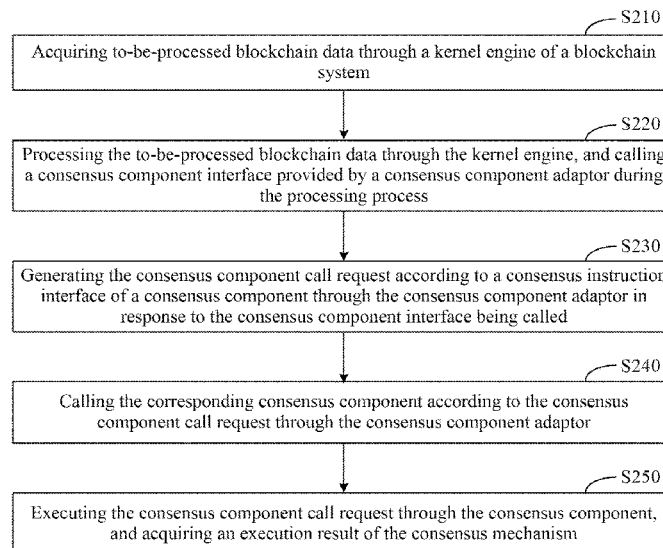 S210
Acquiring to-be-processed blockchain data through a kernel engine of a blockchain
system
S220
Processing the to-be-processed blockchain data through the kernel engine, and calling
a consensus component interface provided by a consensus component adaptor during
the processing process
S230
Generating the consensus component call request according to a consensus instruction
interface of a consensus component through the consensus component adaptor in
response to the consensus component interface being called
S240
Calling the corresponding consensus component according to the consensus
component call request through the consensus component adaptor
S250
Executing the consensus component call request through the consensus component,
and acquiring an execution result of the consensus mechanism